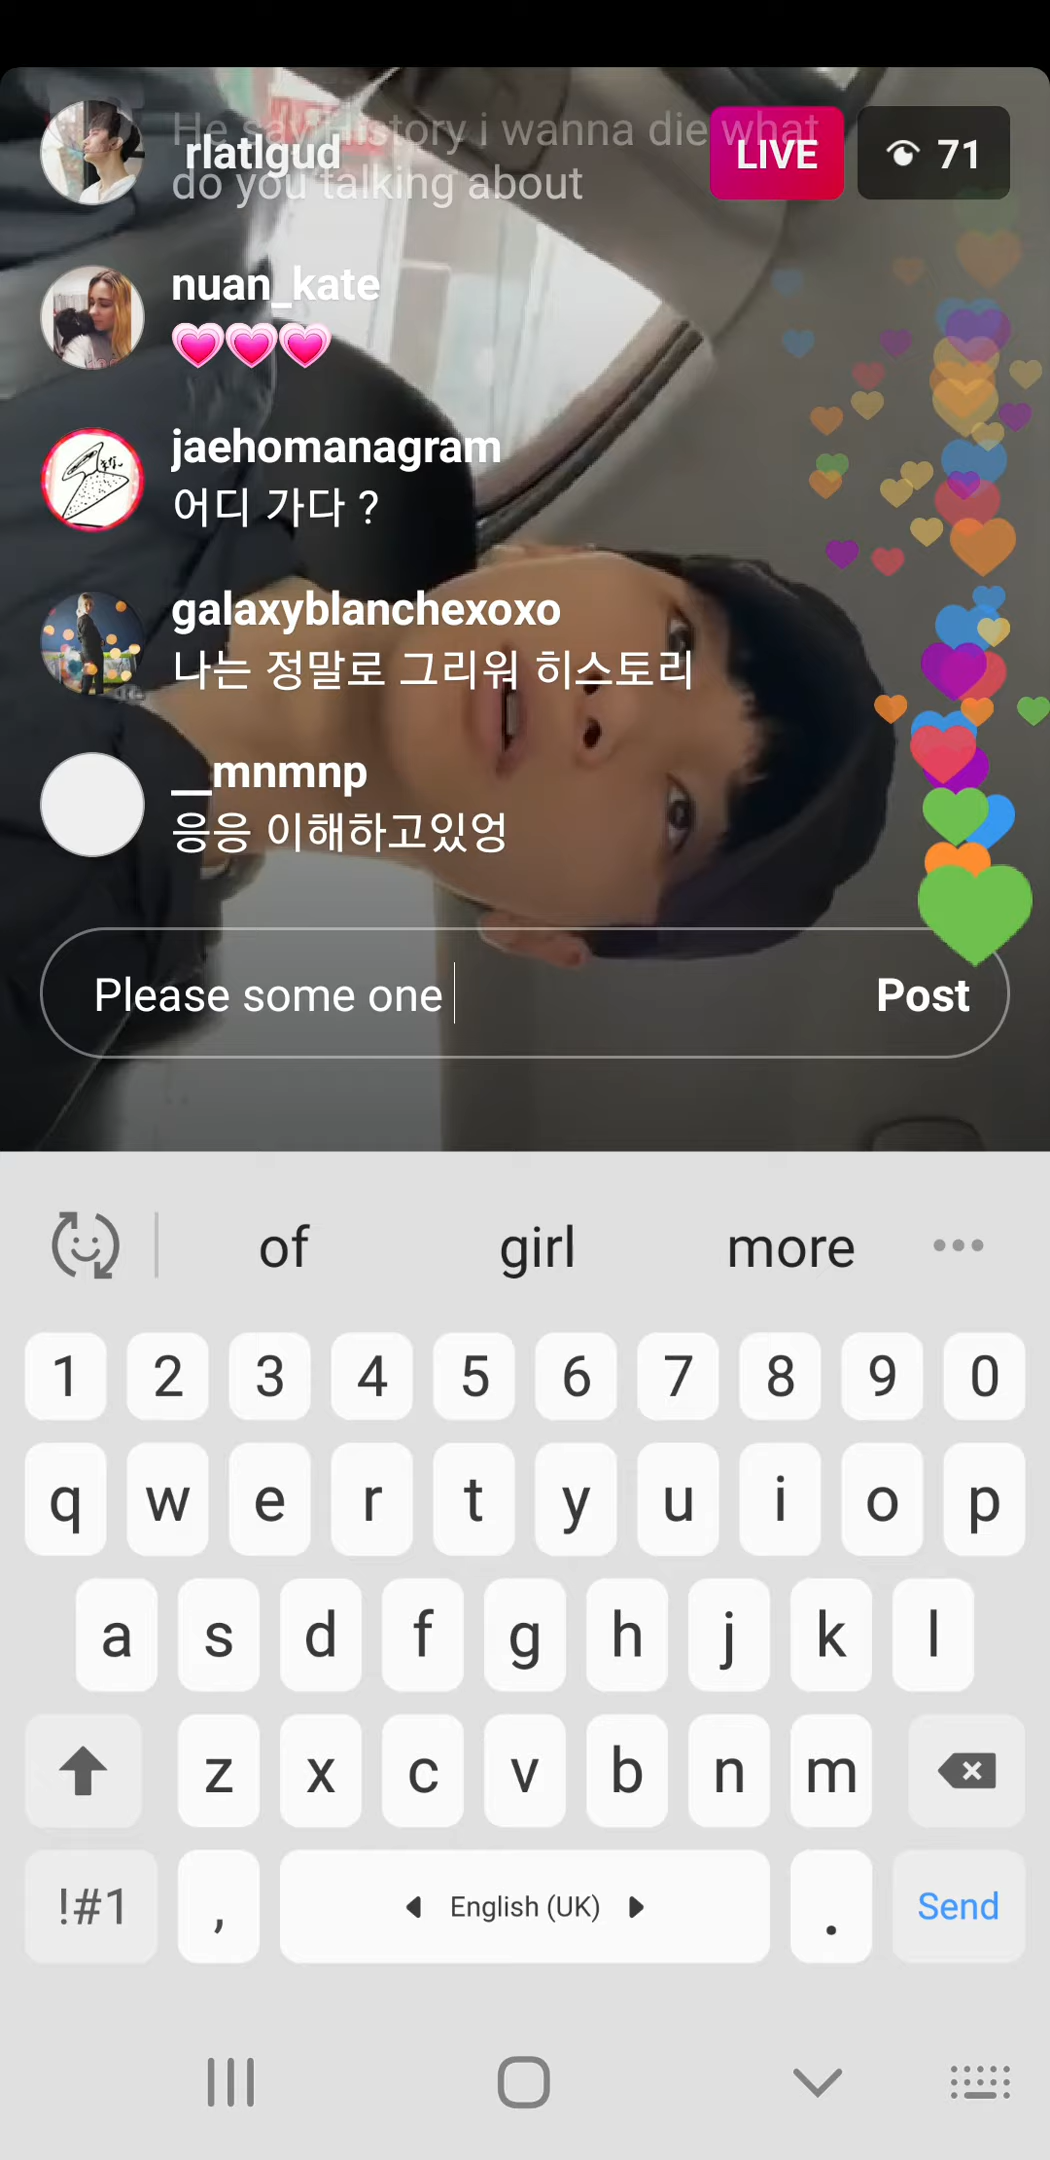 He say History i wanna die what
do you talking about
rlatlgud
LIVE
71
nuan_kate
jaehomanagram
어디 가다 ?
galaxyblanchexoxo
나는 정말로 그리워 히스토리
__mnmnp
응응 이해하고있엉
Please some one
Post
of girl more
1 2 3 4 5 6 7 8 9 0
q w e r t y u i o p
a s d f g h j k l
z x c v b n m
!#1 , English (UK) . Send